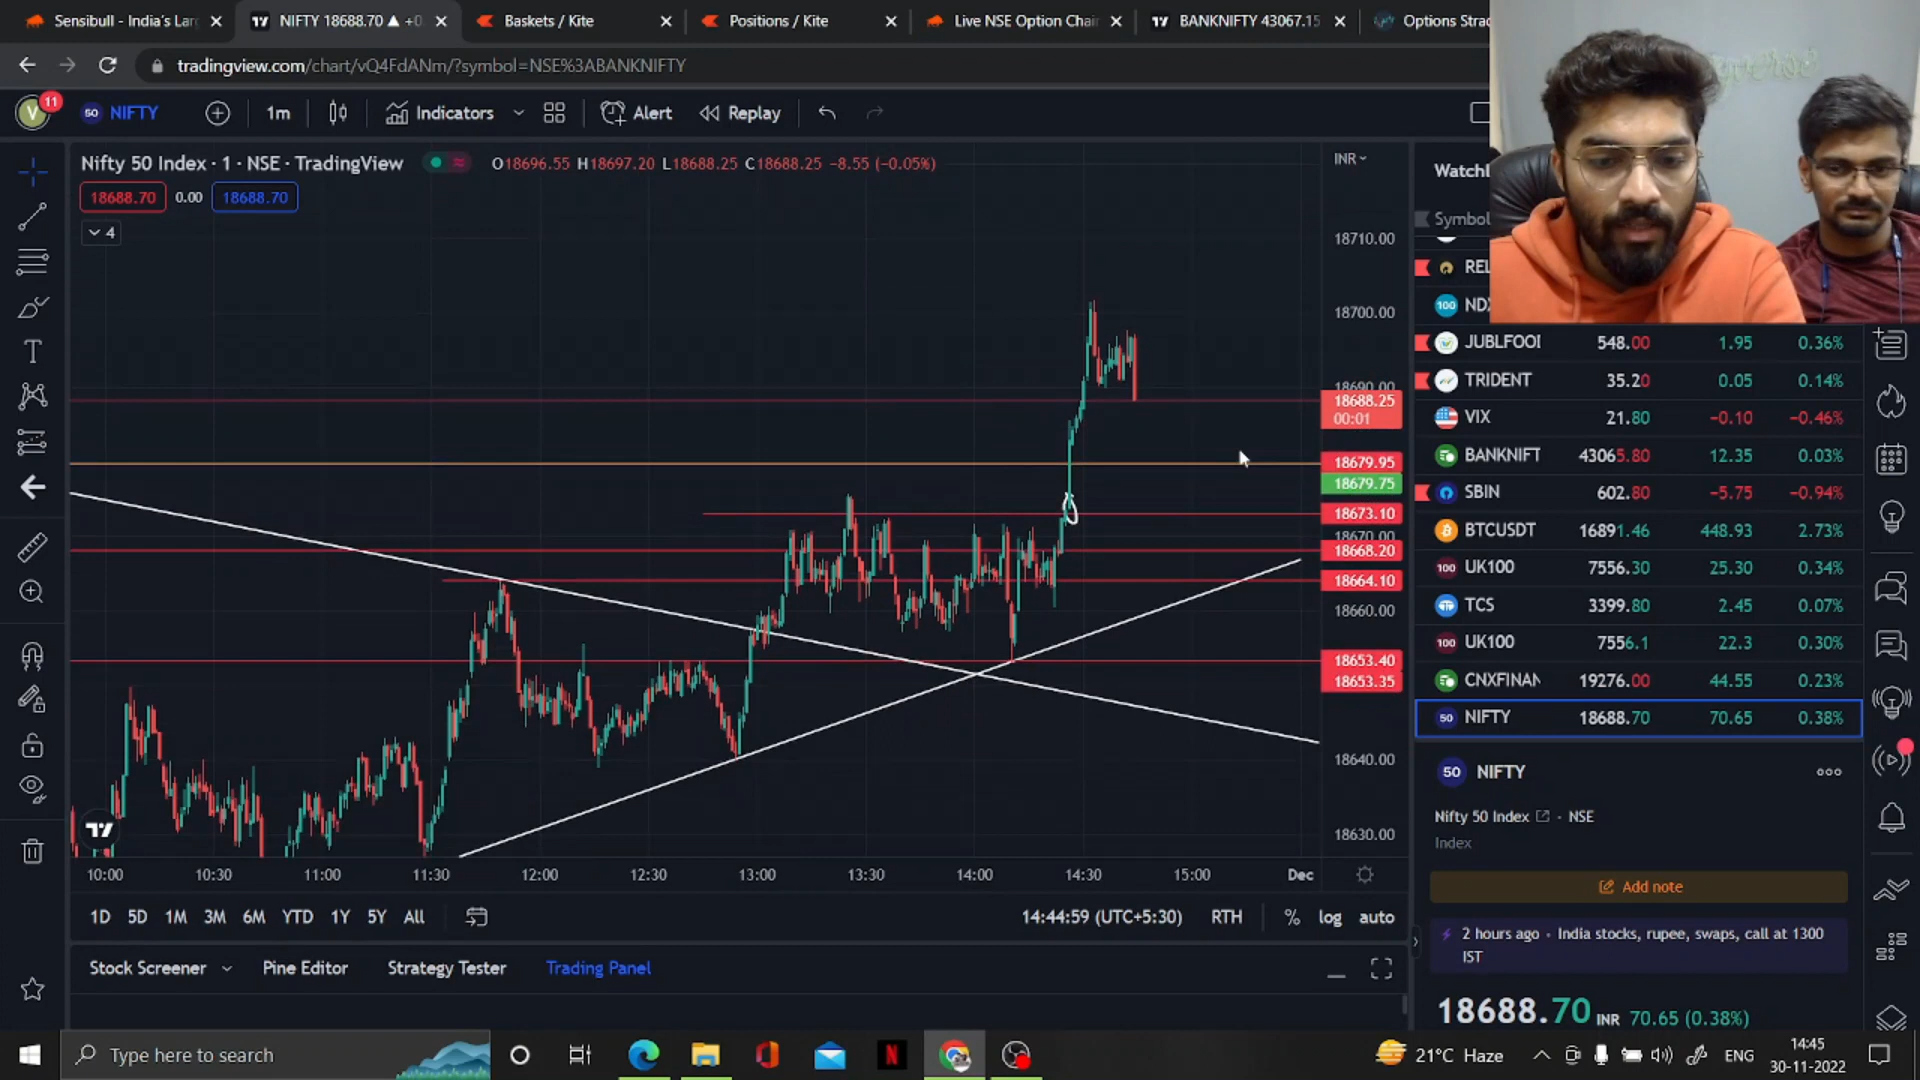 Sensibull - India's Lar
NIFTY 18688.70 ▲ +0
Baskets / Kite
Positions / Kite
Live NSE Option Chai
BANKNIFTY 43067.15
Options Stra
tradingview.com/chart/vQ4FdANm/?symbol=NSE%3ABANKNIFTY
V 11
50 NIFTY
1m
Indicators
Alert
Replay
Nifty 50 Index · 1 · NSE · TradingView
O18696.55 H18697.20 L18688.25 C18688.25 −8.55 (−0.05%)
INR
18688.70 0.00 18688.70
4
18710.00
18700.00
18690.00
18688.25
00:01
18679.95
18679.75
18673.10
18670.00
18668.20
18664.10
18660.00
18653.40
18653.35
18640.00
18630.00
10:00 10:30 11:00 11:30 12:00 12:30 13:00 13:30 14:00 14:30 15:00 Dec
1D 5D 1M 3M 6M YTD 1Y 5Y All
14:44:59 (UTC+5:30) RTH % log auto
Stock Screener Pine Editor Strategy Tester Trading Panel
Watchl
Symbol
REL
100 NDX
JUBLFOOI 548.00 1.95 0.36%
TRIDENT 35.20 0.05 0.14%
VIX 21.80 −0.10 −0.46%
BANKNIFT 43065.80 12.35 0.03%
SBIN 602.80 −5.75 −0.94%
BTCUSDT 16891.46 448.93 2.73%
100 UK100 7556.30 25.30 0.34%
TCS 3399.80 2.45 0.07%
100 UK100 7556.1 22.3 0.30%
CNXFINAN 19276.00 44.55 0.23%
50 NIFTY 18688.70 70.65 0.38%
50 NIFTY
Nifty 50 Index · NSE
Index
Add note
2 hours ago · India stocks, rupee, swaps, call at 1300
IST
18688.70 INR 70.65 (0.38%)
Type here to search
21°C Haze
ENG
14:45
30-11-2022